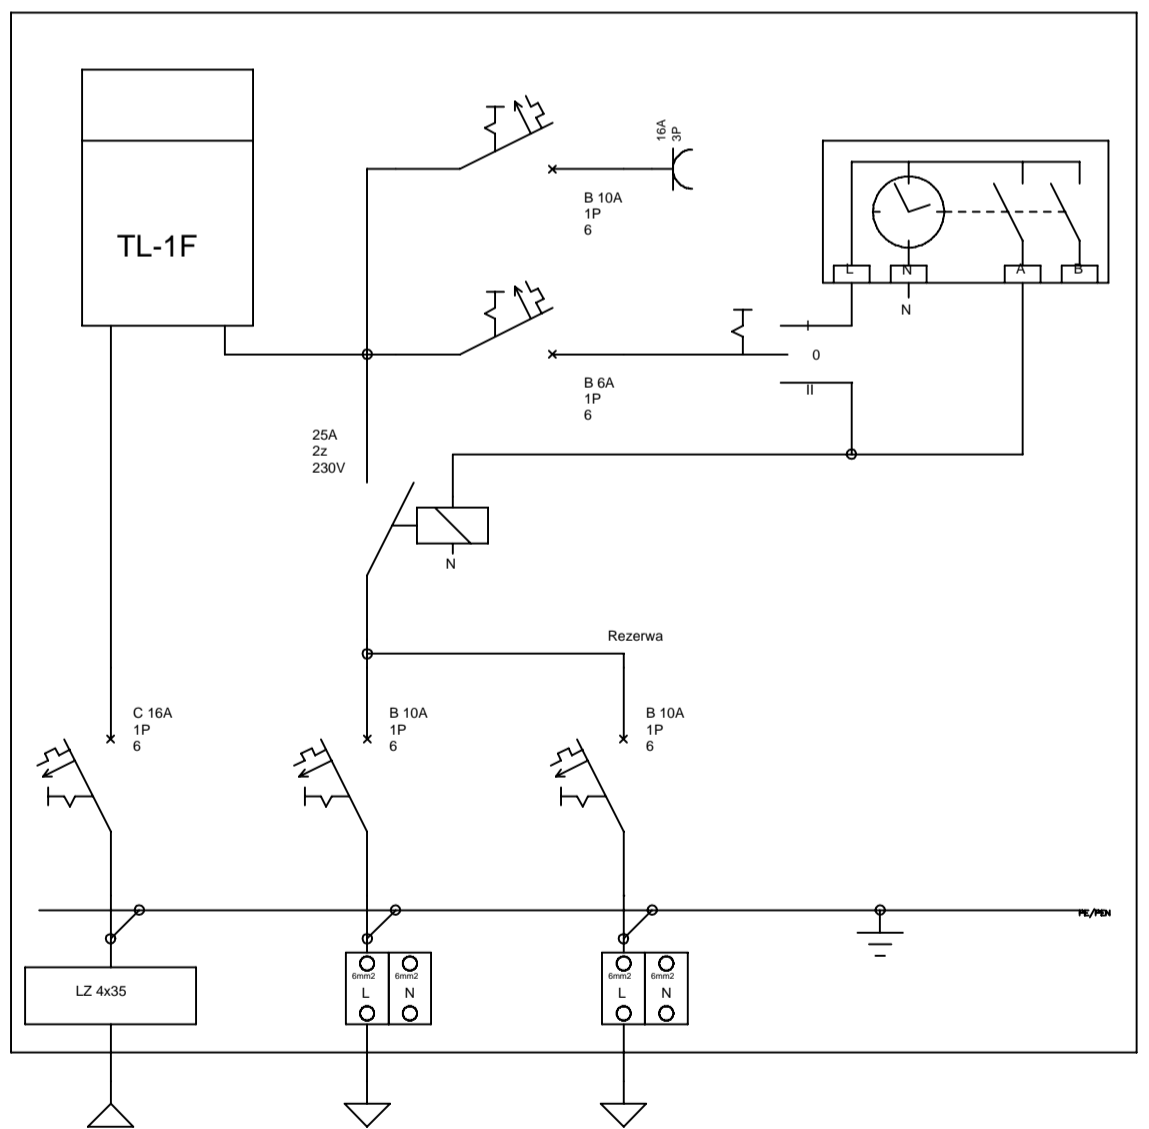 16A
3P
B 10A
1P
6
TL-1F
L
N
A
B
N
I
0
II
B 6A
1P
6
25A
2z
230V
N
Rezerwa
C 16A
1P
6
B 10A
1P
6
B 10A
1P
6
PE/PEN
LZ 4x35
6mm2
6mm2
L
N
6mm2
6mm2
L
N